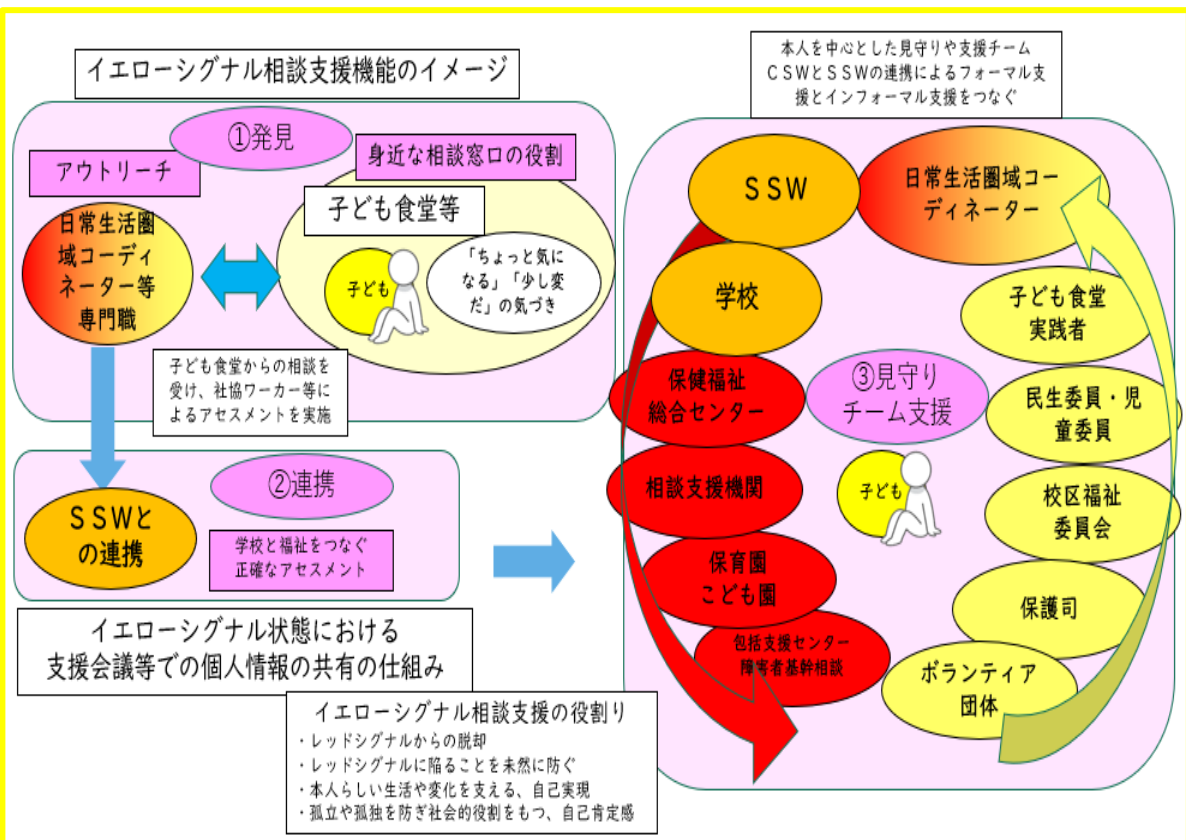 イエローシグナル相談支援機能のイメージ
①発見
アウトリーチ
身近な相談窓口の役割
日常生活圏
域コーディ
ネーター等
専門職
子ども食堂等
子ども
「ちょっと気に
なる」「少し変
だ」の気づき
子ども食堂からの相談を
受け、社協ワーカー等に
よるアセスメントを実施
②連携
ＳＳＷと
の連携
学校と福祉をつなぐ
正確なアセスメント
イエローシグナル状態における
支援会議等での個人情報の共有の仕組み
イエローシグナル相談支援の役割り
・レッドシグナルからの脱却
・レッドシグナルに陥ることを未然に防ぐ
・本人らしい生活や変化を支える、自己実現
・孤立や孤独を防ぎ社会的役割をもつ、自己肯定感
本人を中心とした見守りや支援チーム
ＣＳＷとＳＳＷの連携によるフォーマル支
援とインフォーマル支援をつなぐ
ＳＳＷ
日常生活圏域コー
ディネーター
学校
子ども食堂
実践者
保健福祉
総合センター
③見守り
チーム支援
民生委員・児
童委員
相談支援機関
子ども
校区福祉
委員会
保育園
こども園
保護司
包括支援センター
障害者基幹相談
ボランティア
団体